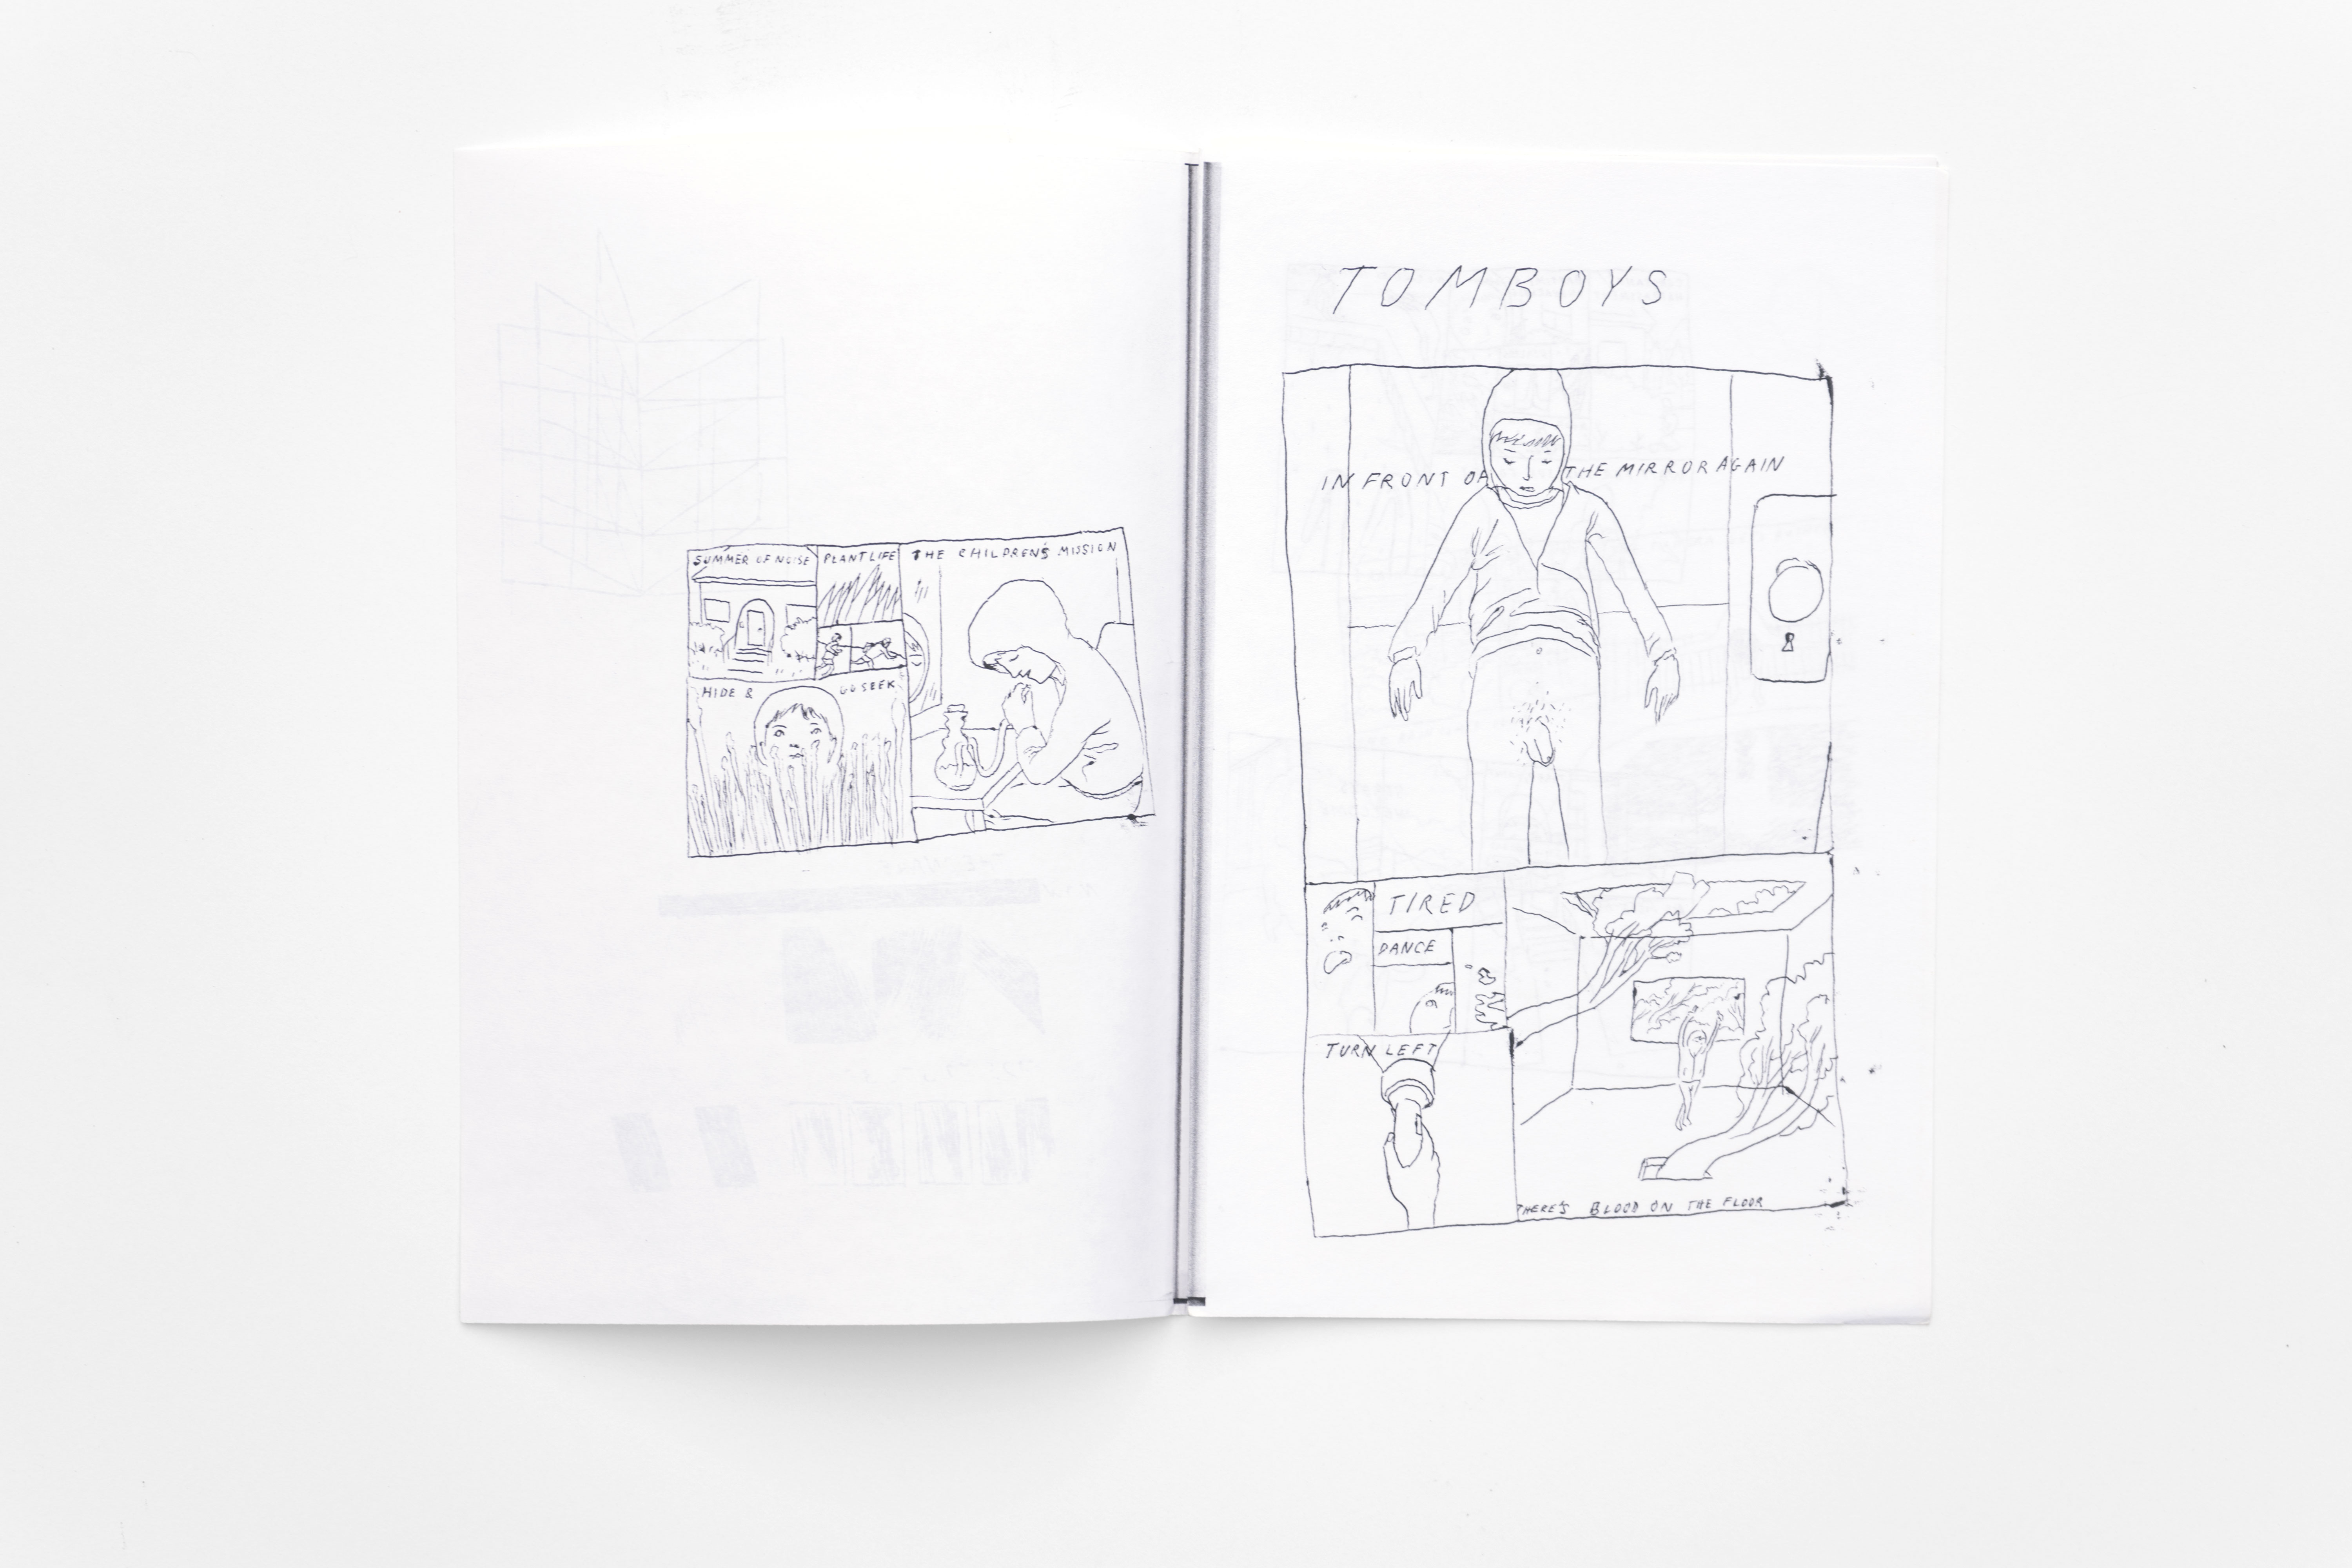 SUMMER OF NOISE
PLANT LIFE
THE CHILDREN'S MISSION
HIDE & GO SEEK
TOMBOYS
IN FRONT OF THE MIRROR AGAIN
TIRED
DANCE
TURN LEFT
THERE'S BLOOD ON THE FLOOR